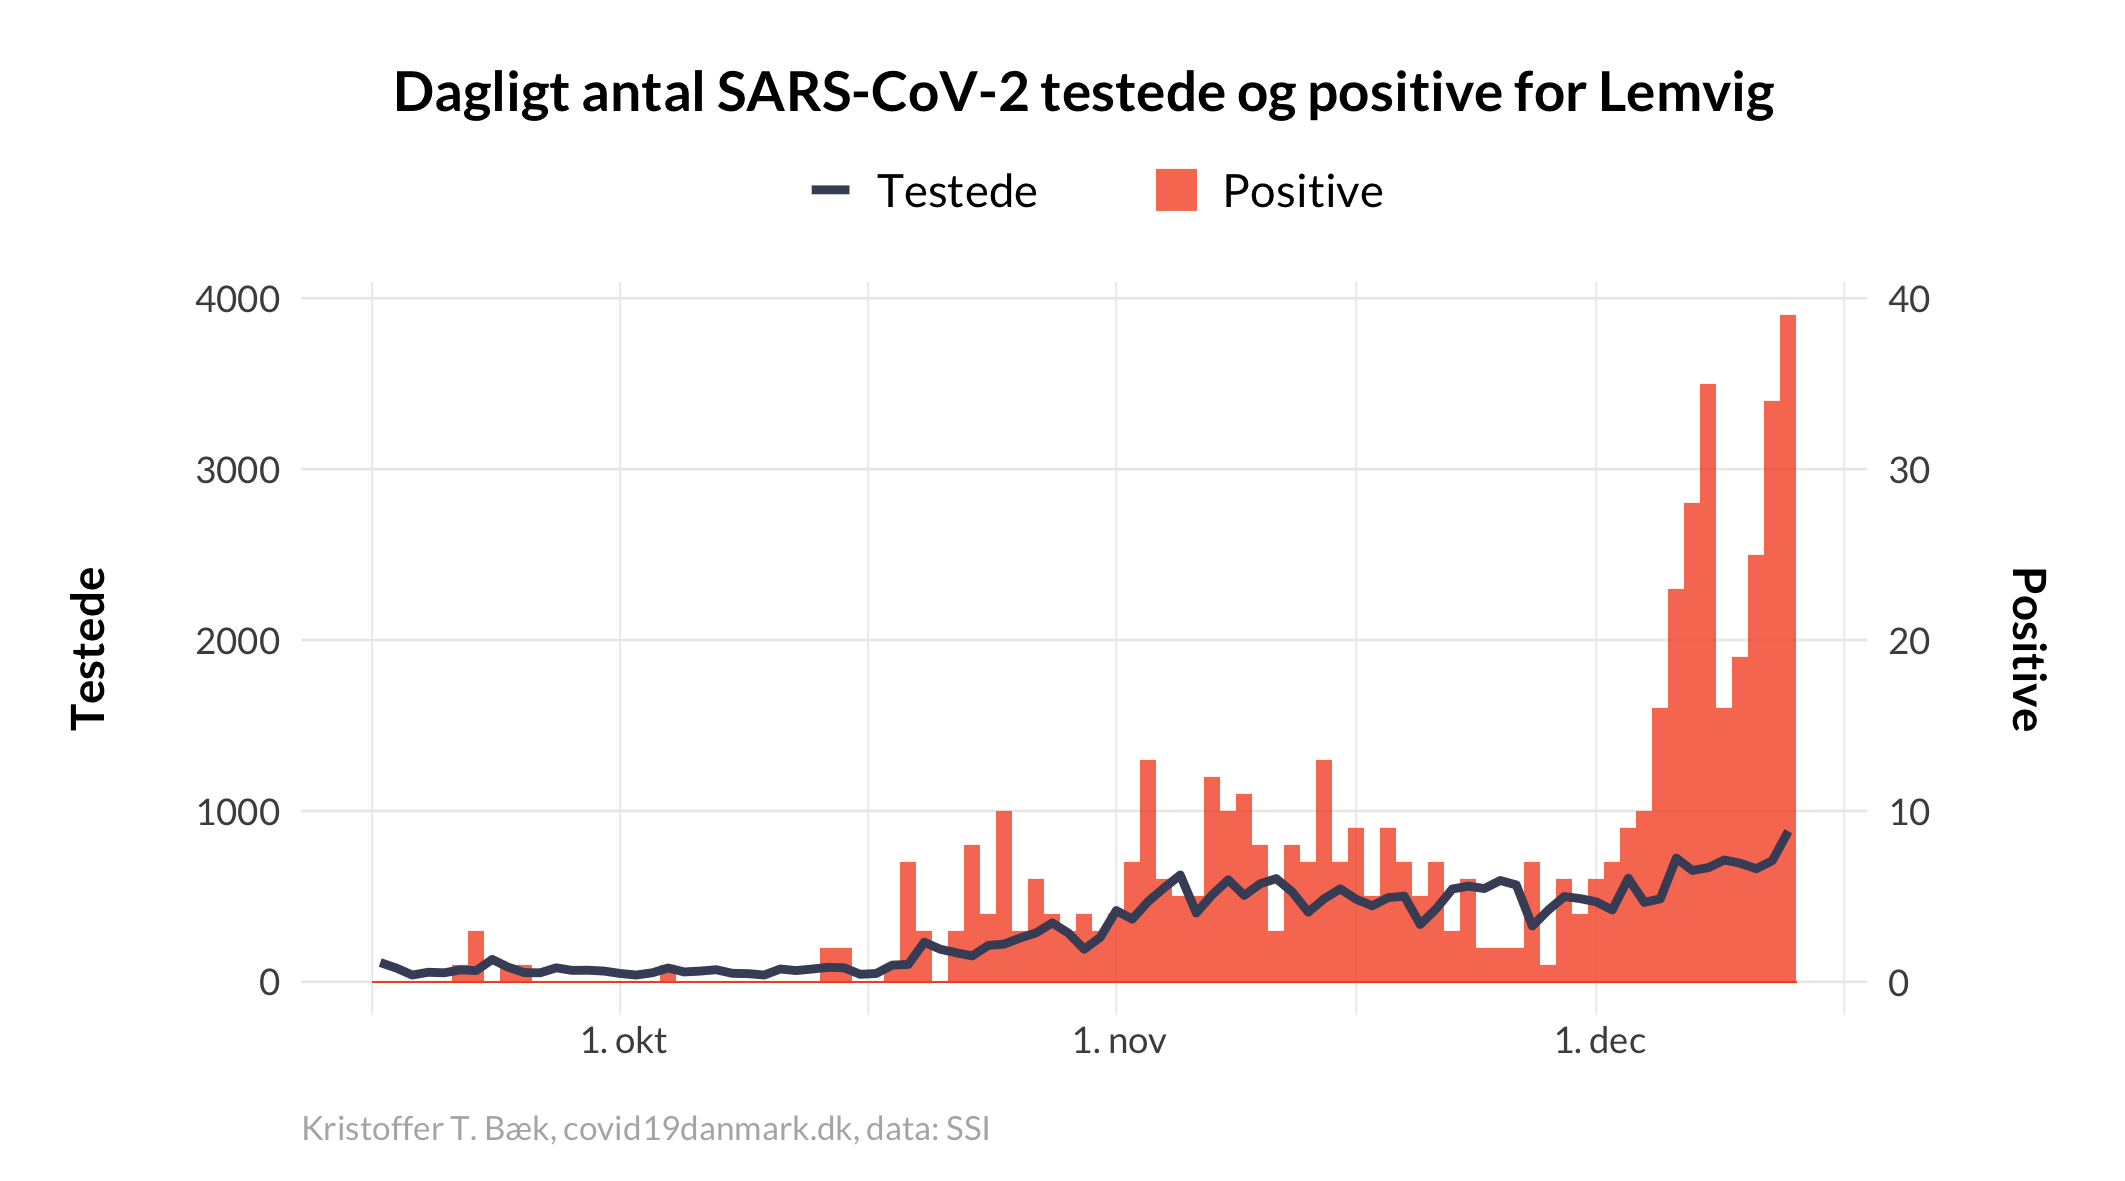 Dagligt antal SARS-CoV-2 testede og positive for Lemvig
Testede
Positive
4000
3000
2000
1000
0
Testede
40
30
20
10
0
Positive
1. okt
1. nov
1. dec
Kristoffer T. Bæk, covid19danmark.dk, data: SSI